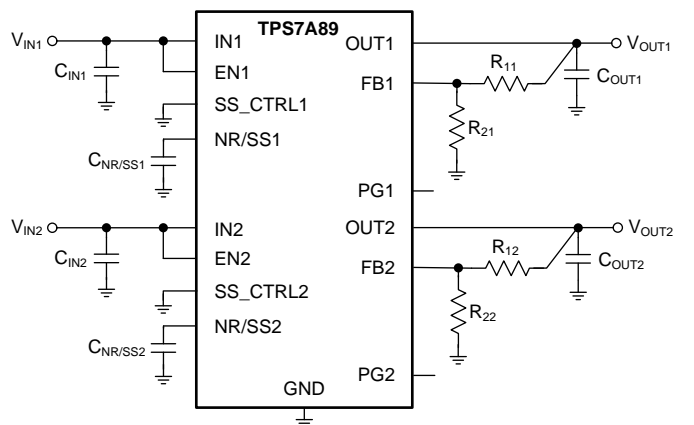 TPS7A89
V_IN1
C_IN1
IN1
EN1
SS_CTRL1
NR/SS1
C_NR/SS1
OUT1
FB1
R_11
R_21
V_OUT1
C_OUT1
PG1
V_IN2
C_IN2
IN2
EN2
SS_CTRL2
NR/SS2
C_NR/SS2
OUT2
FB2
R_12
R_22
V_OUT2
C_OUT2
PG2
GND